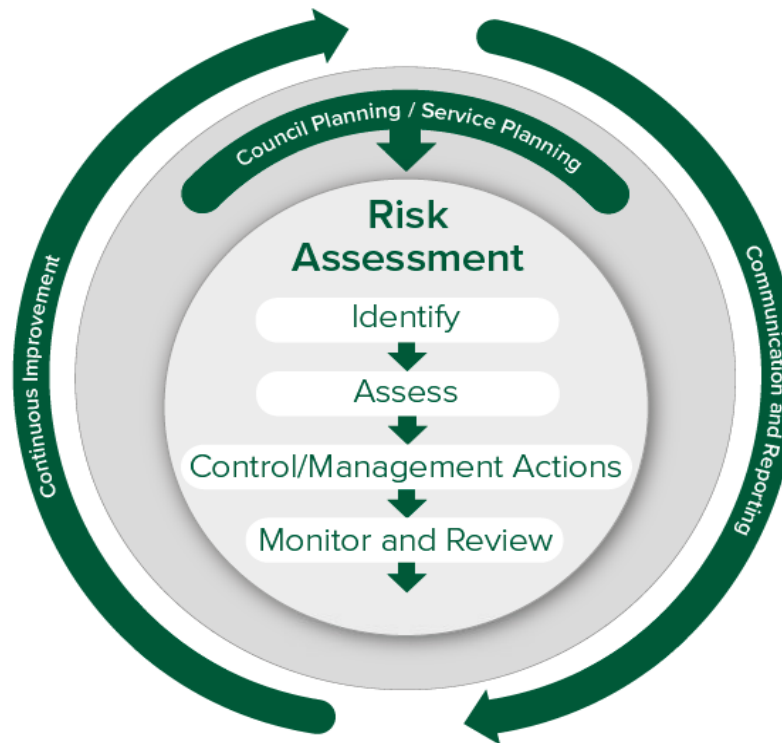 Council Planning / Service Planning
Risk
Assessment
Identify
Assess
Control/Management Actions
Monitor and Review
Continuous Improvement
Communication and Reporting